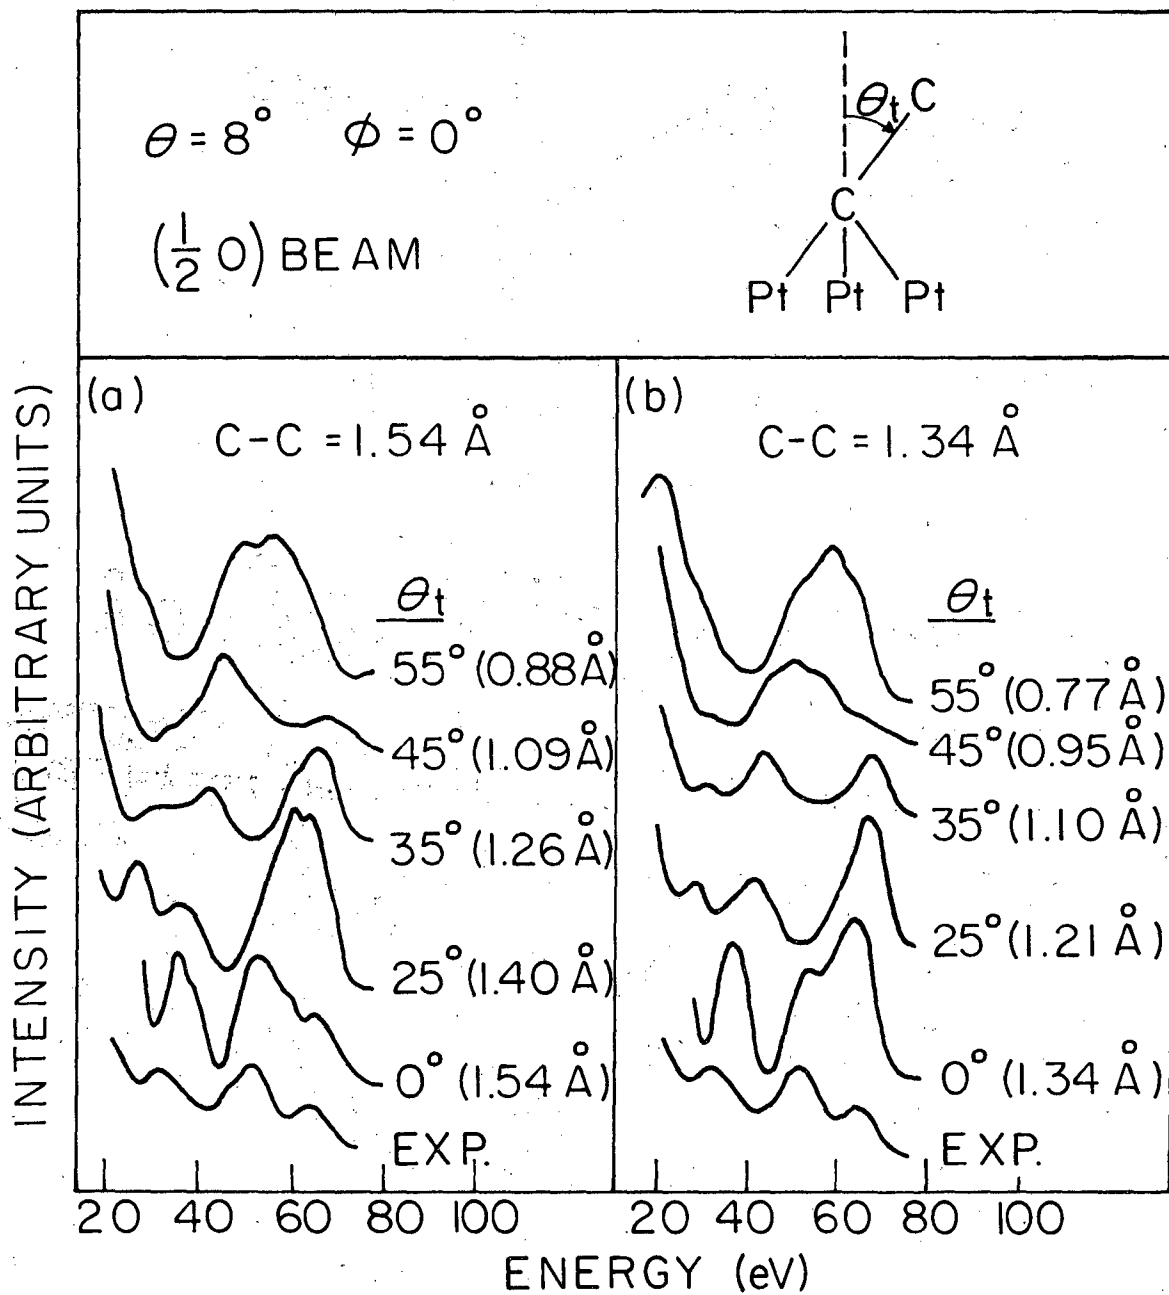 θ = 8° φ = 0°
(1/2 0) BEAM
θt C
C
Pt Pt Pt
INTENSITY (ARBITRARY UNITS)
(a)
C-C = 1.54 Å
θt
55° (0.88 Å)
45° (1.09 Å)
35° (1.26 Å)
25° (1.40 Å)
0° (1.54 Å)
EXP.
20 40 60 80 100
(b)
C-C = 1.34 Å
θt
55° (0.77 Å)
45° (0.95 Å)
35° (1.10 Å)
25° (1.21 Å)
0° (1.34 Å)
EXP.
20 40 60 80 100
ENERGY (eV)